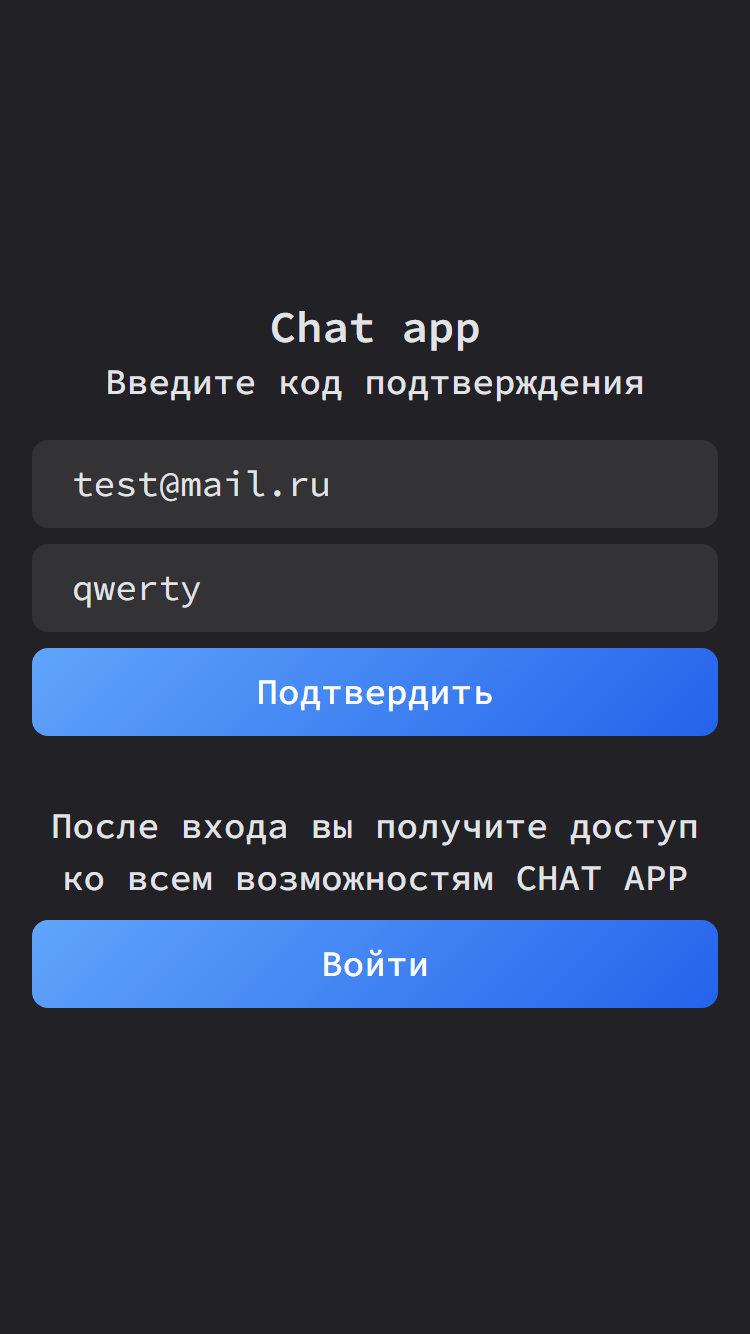 Chat app
Введите код подтверждения
test@mail.ru
qwerty
Подтвердить
После входа вы получите доступ
ко всем возможностям CHAT APP
Войти